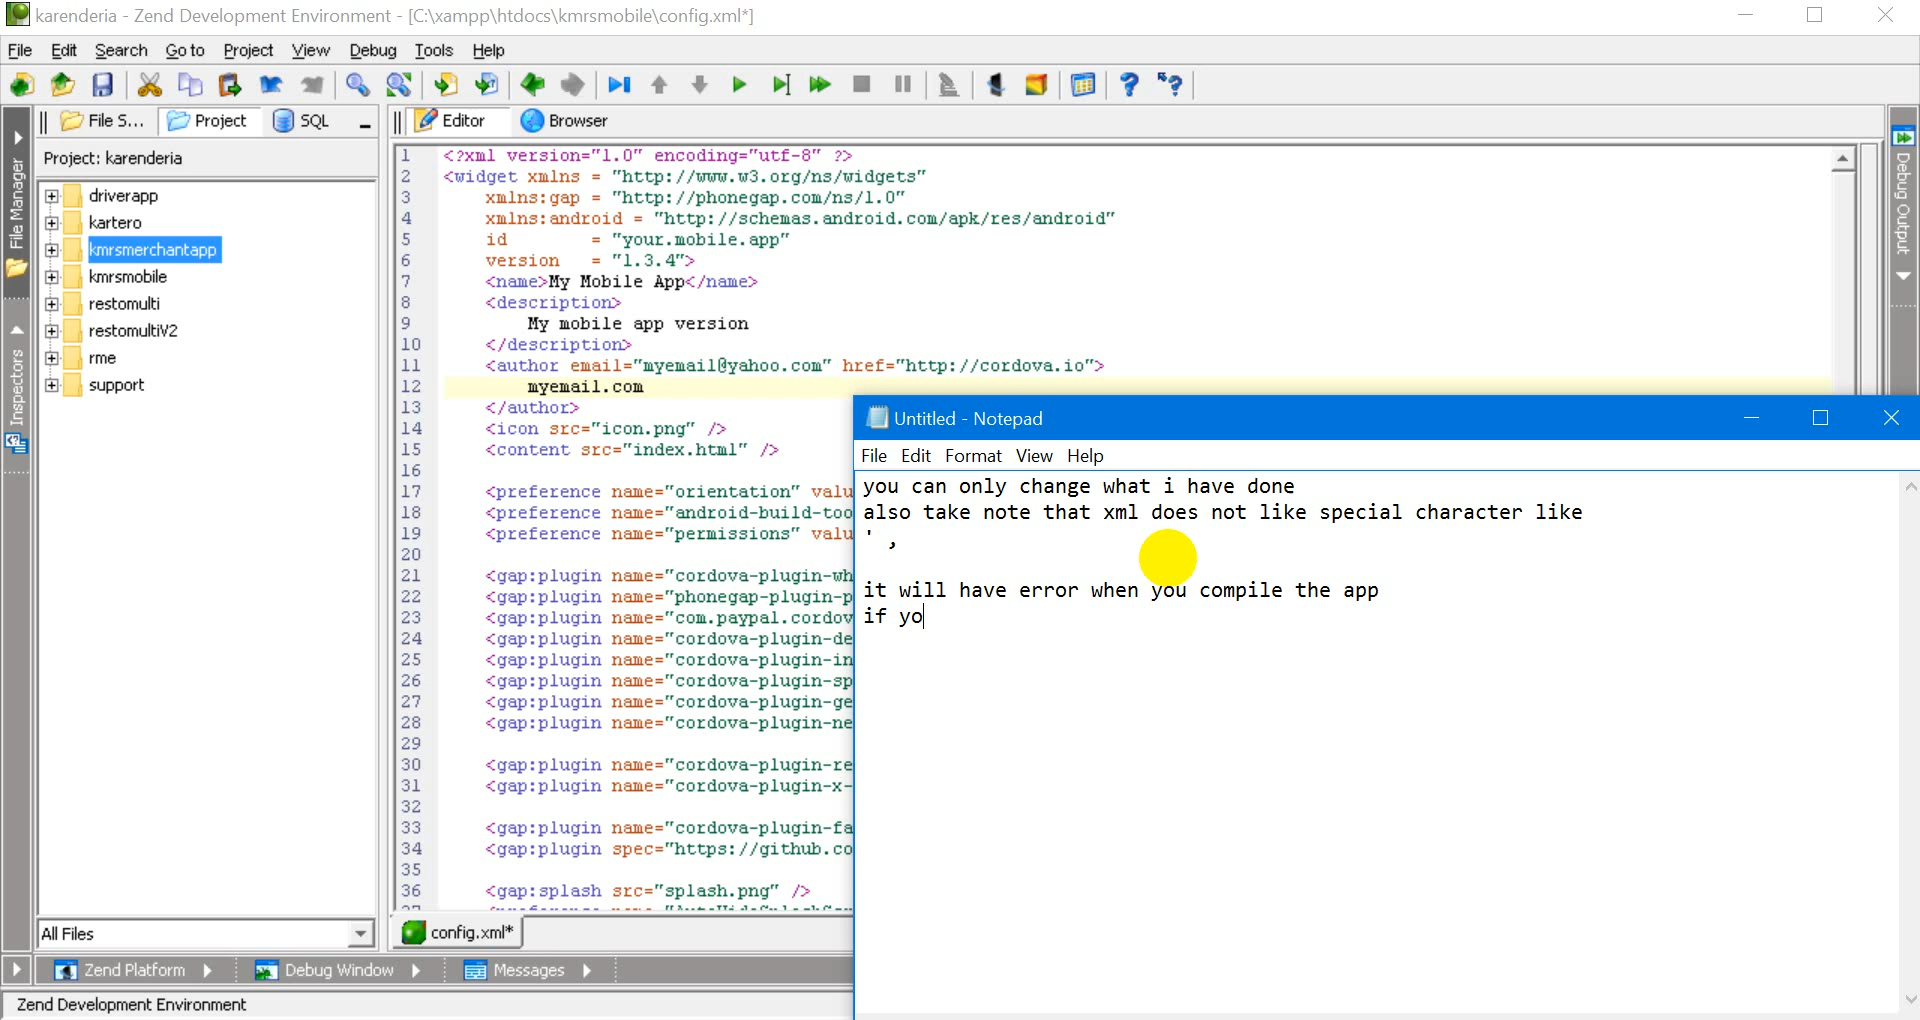 karenderia - Zend Development Environment - [C:\xampp\htdocs\kmrsmobile\config.xml*]
File Edit Search Go to Project View Debug Tools Help
File S... Project SQL
Editor Browser
File Manager
Inspectors
Debug Output
Project: karenderia
driverapp
kartero
kmrsmerchantapp
kmrsmobile
restomulti
restomultiV2
rme
support
All Files
1 <?xml version="1.0" encoding="utf-8" ?>
2 <widget xmlns = "http://www.w3.org/ns/widgets"
3 xmlns:gap = "http://phonegap.com/ns/1.0"
4 xmlns:android = "http://schemas.android.com/apk/res/android"
5 id = "your.mobile.app"
6 version = "1.3.4">
7 <name>My Mobile App</name>
8 <description>
9 My mobile app version
10 </description>
11 <author email="myemail@yahoo.com" href="http://cordova.io">
12 myemail.com
13 </author>
14 <icon src="icon.png" />
15 <content src="index.html" />
16
17 <preference name="orientation" valu
18 <preference name="android-build-too
19 <preference name="permissions" valu
20
21 <gap:plugin name="cordova-plugin-wh
22 <gap:plugin name="phonegap-plugin-p
23 <gap:plugin name="com.paypal.cordov
24 <gap:plugin name="cordova-plugin-de
25 <gap:plugin name="cordova-plugin-in
26 <gap:plugin name="cordova-plugin-sp
27 <gap:plugin name="cordova-plugin-ge
28 <gap:plugin name="cordova-plugin-ne
29
30 <gap:plugin name="cordova-plugin-re
31 <gap:plugin name="cordova-plugin-x-
32
33 <gap:plugin name="cordova-plugin-fa
34 <gap:plugin spec="https://github.co
35
36 <gap:splash src="splash.png" />
config.xml*
Untitled - Notepad
File Edit Format View Help
you can only change what i have done
also take note that xml does not like special character like
' ,
it will have error when you compile the app
if yo
Zend Platform Debug Window Messages
Zend Development Environment